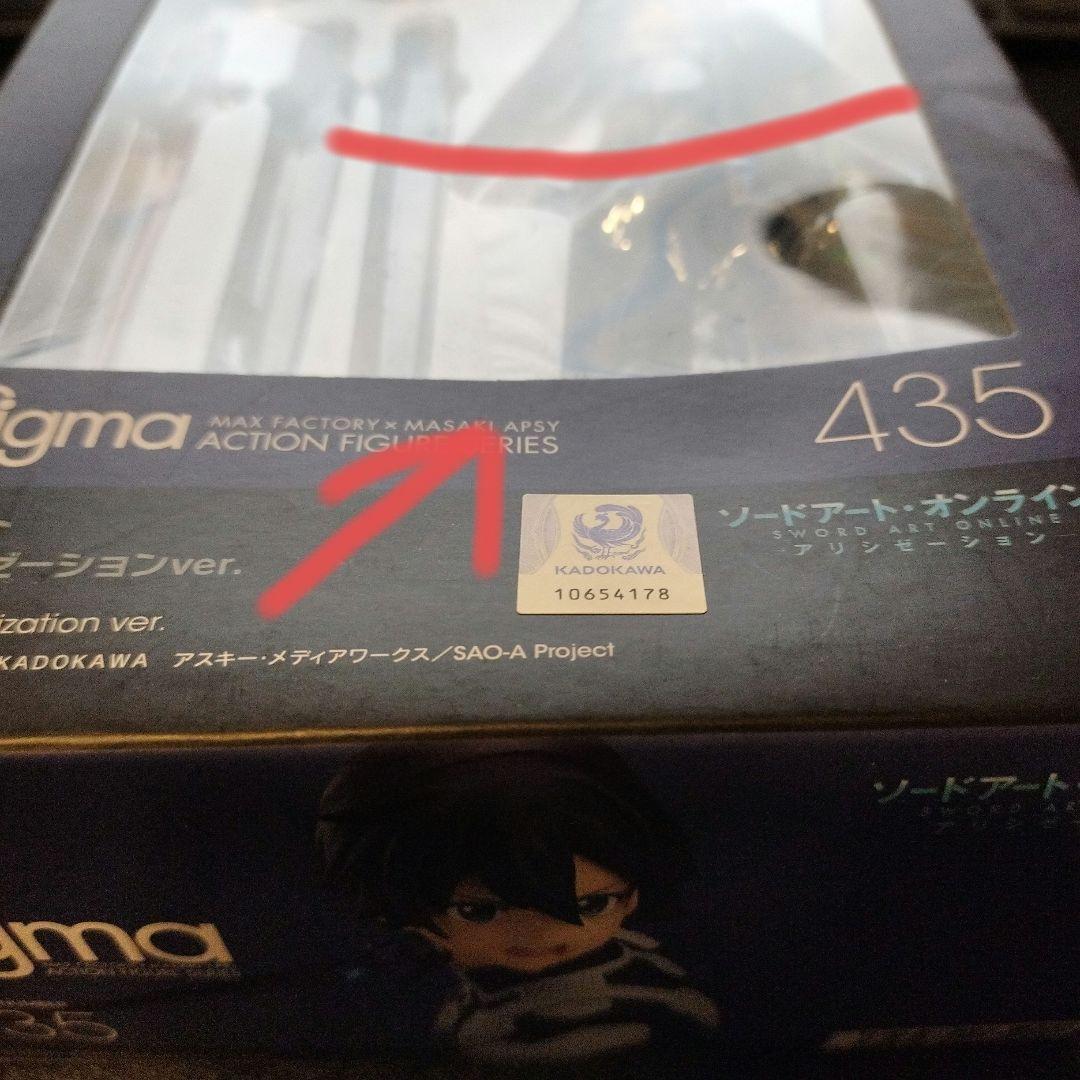 figma
MAX FACTORY × MASAKI APSY
ACTION FIGURE SERIES
435
ソードアート・オンライン
SWORD ART ONLINE
アリシゼーション
KADOKAWA
10654178
ゼーションver.
ization ver.
KADOKAWA アスキー・メディアワークス／SAO-A Project
ソードアート
gma
35